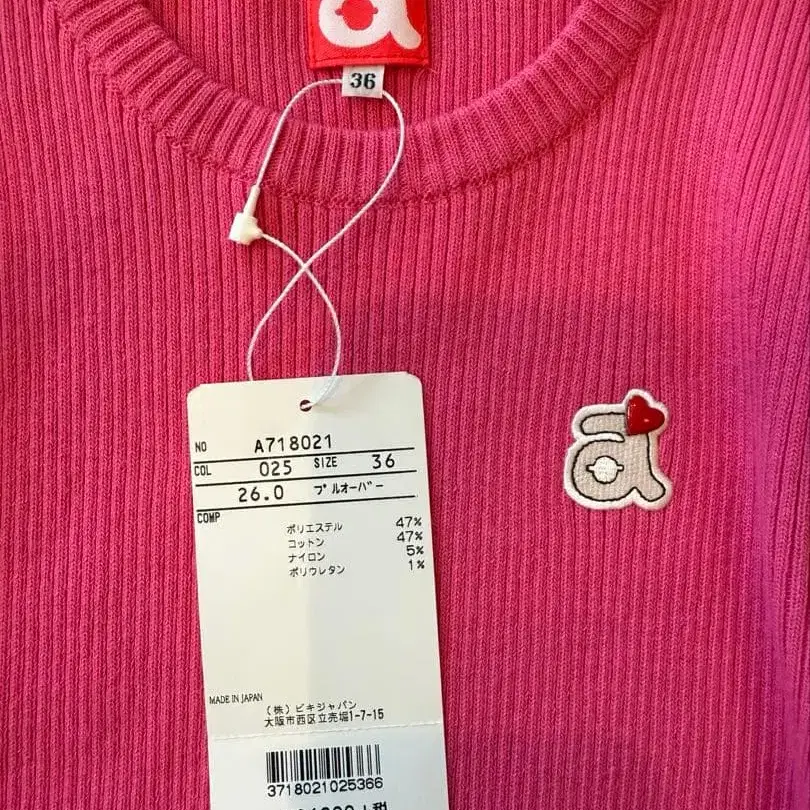 a
36
NO A718021
COL 025 SIZE 36
26.0 プルオーバー
COMP
ポリエステル 47%
コットン 47%
ナイロン 5%
ポリウレタン 1%
a
MADE IN JAPAN
(株)ビキジャパン
大阪市西区立売堀1-7-15
3718021025366
+税